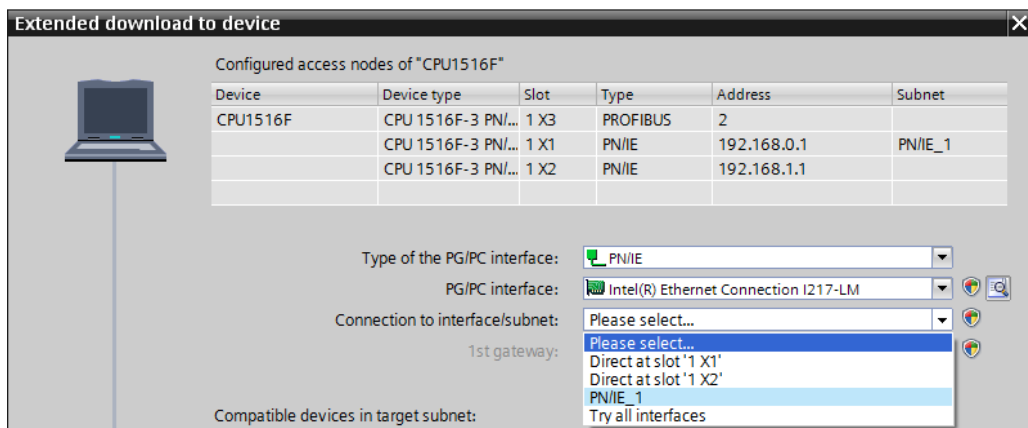 Extended download to device
Configured access nodes of "CPU1516F"
Device Device type Slot Type Address Subnet
CPU1516F CPU 1516F-3 PN/... 1 X3 PROFIBUS 2
CPU 1516F-3 PN/... 1 X1 PN/IE 192.168.0.1 PN/IE_1
CPU 1516F-3 PN/... 1 X2 PN/IE 192.168.1.1
Type of the PG/PC interface: PN/IE
PG/PC interface: Intel(R) Ethernet Connection I217-LM
Connection to interface/subnet: Please select...
1st gateway:
Please select...
Direct at slot '1 X1'
Direct at slot '1 X2'
PN/IE_1
Try all interfaces
Compatible devices in target subnet: